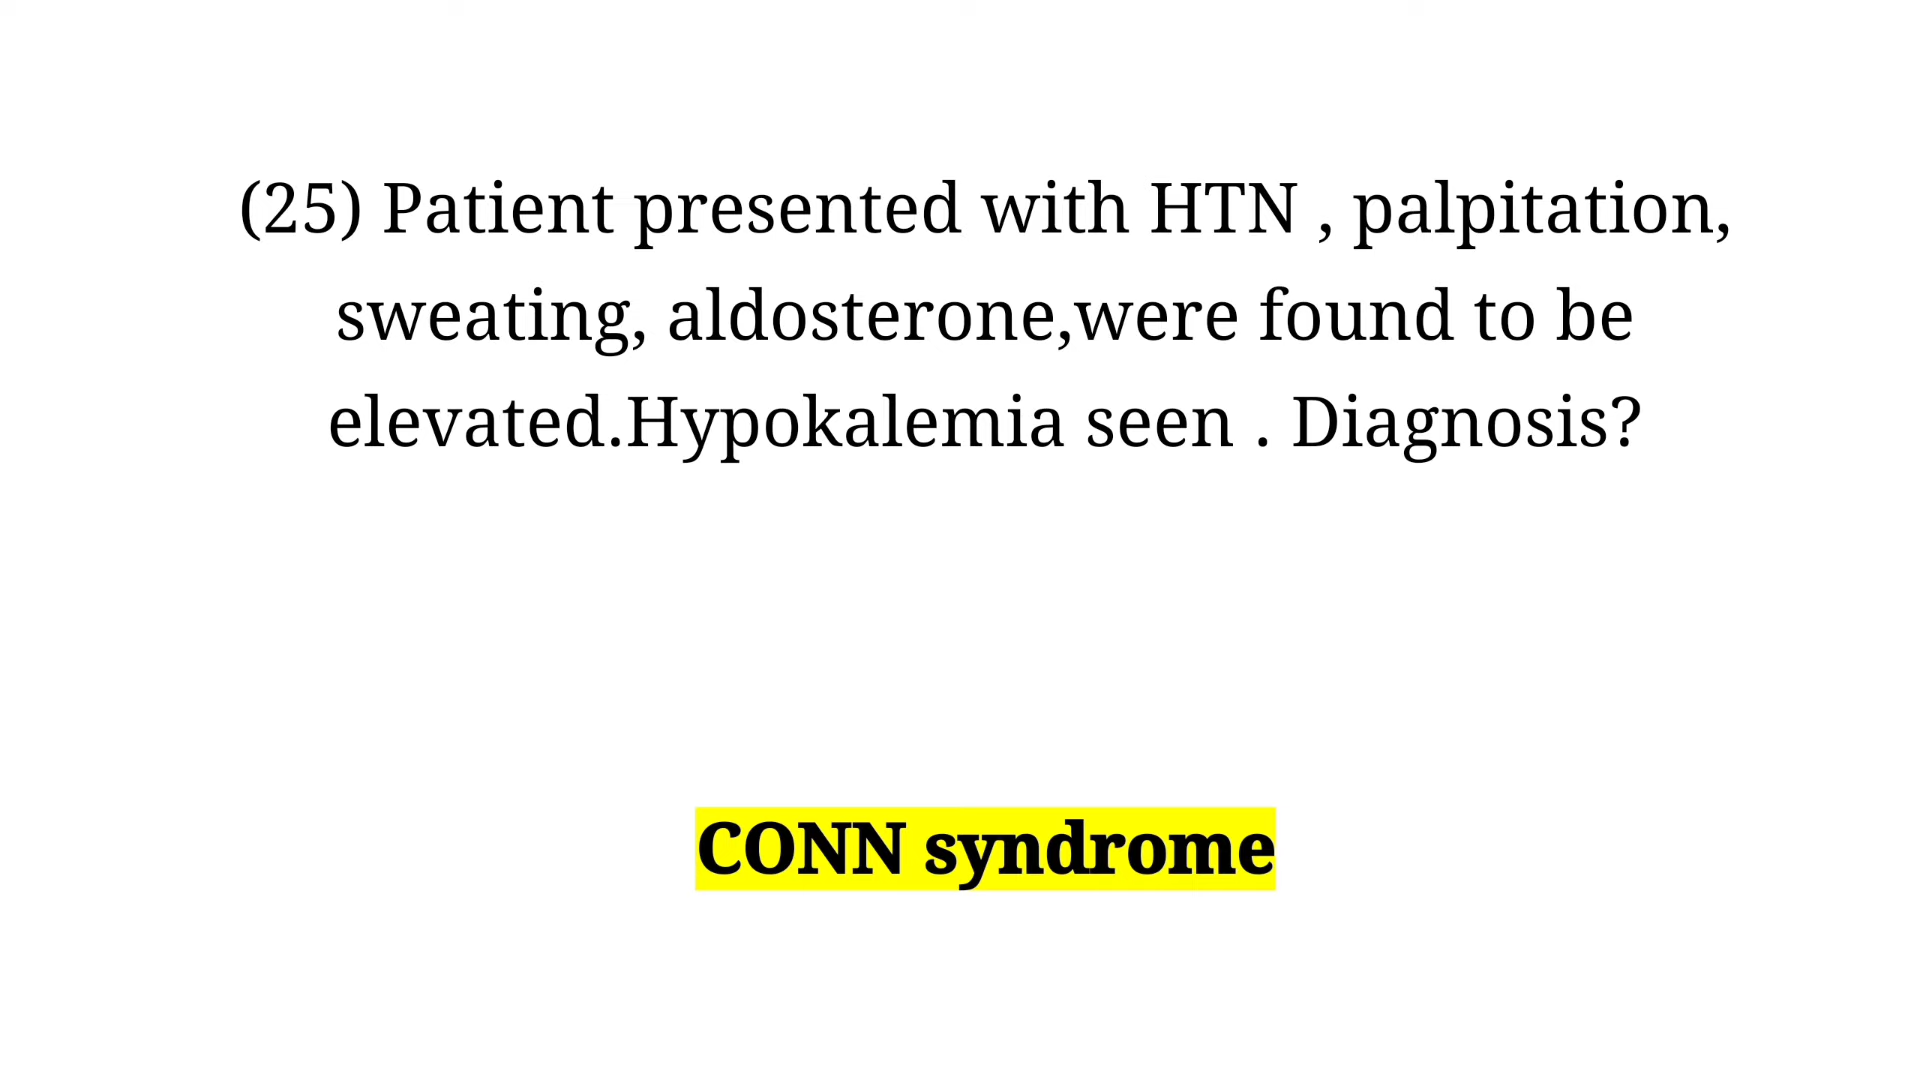 (25) Patient presented with HTN , palpitation,
sweating, aldosterone,were found to be
elevated.Hypokalemia seen . Diagnosis?
CONN syndrome